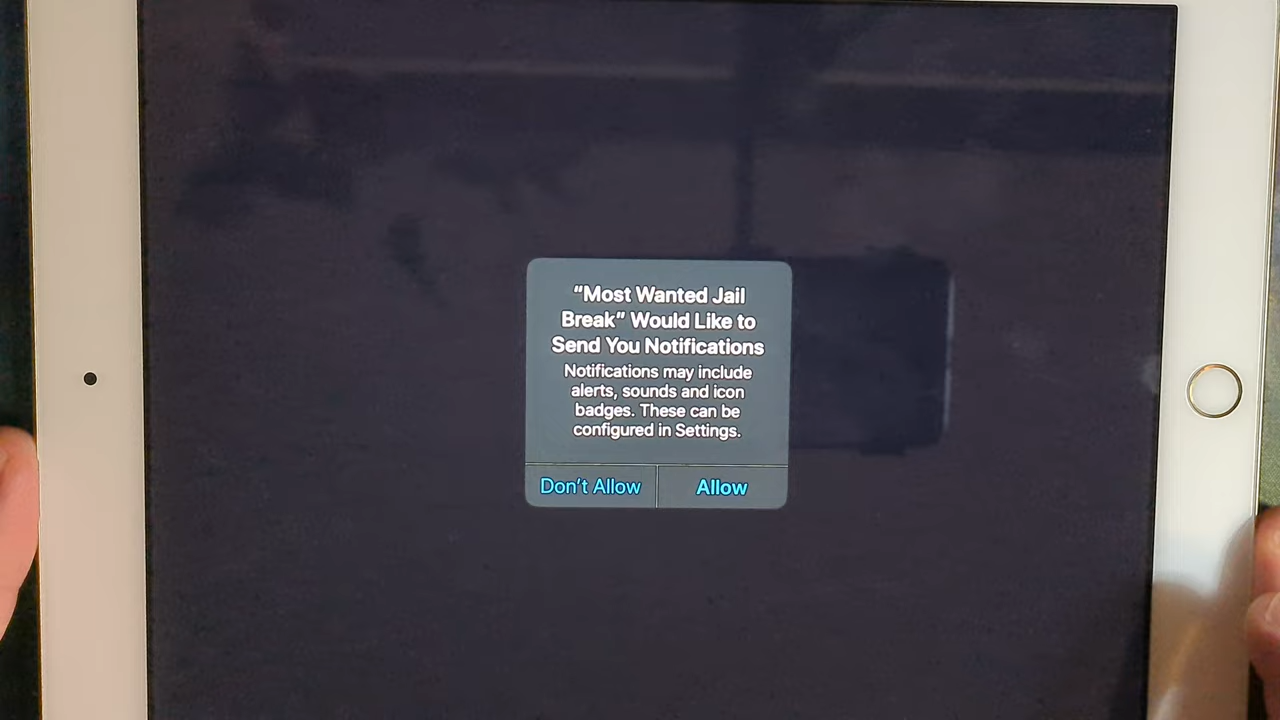 “Most Wanted Jail
Break” Would Like to
Send You Notifications
Notifications may include
alerts, sounds and icon
badges. These can be
configured in Settings.
Don’t Allow
Allow